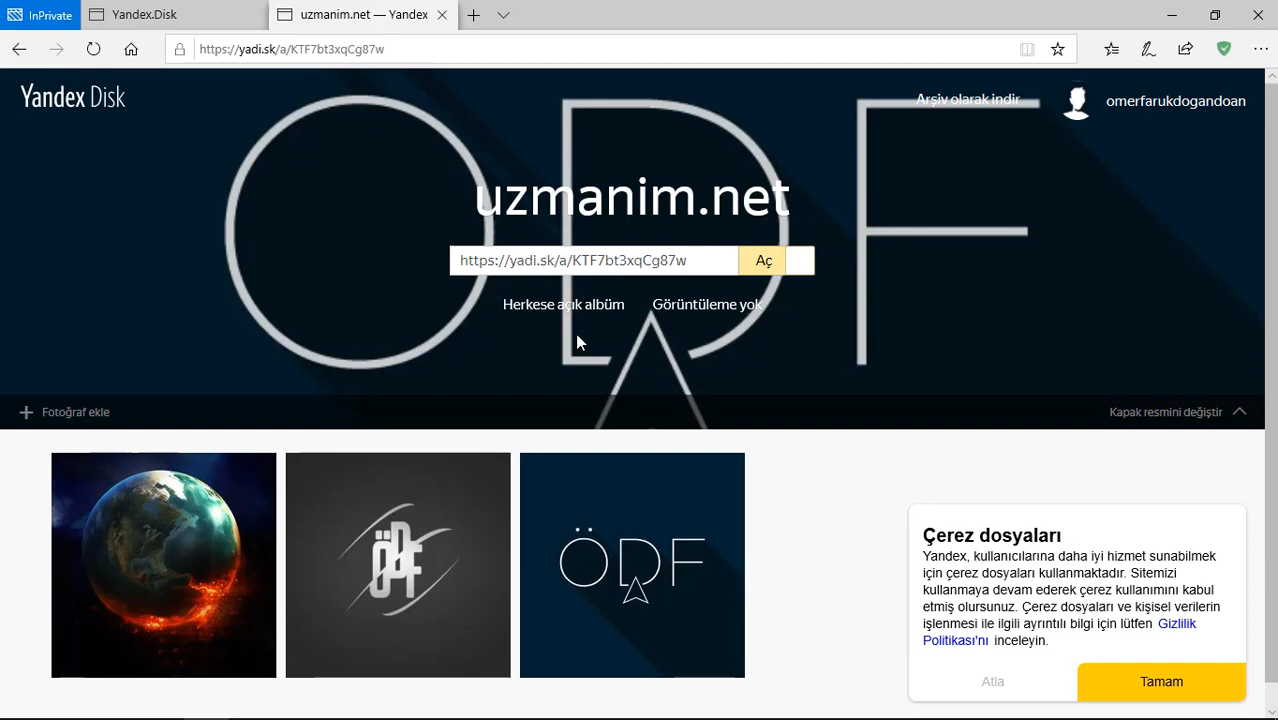 InPrivate
Yandex.Disk
uzmanim.net — Yandex
https://yadi.sk/a/KTF7bt3xqCg87w
Yandex Disk
Arşiv olarak indir
omerfarukdogandoan
ODF
uzmanim.net
https://yadi.sk/a/KTF7bt3xqCg87w
Aç
Herkese açık albüm
Görüntüleme yok
Fotoğraf ekle
Kapak resmini değiştir
ÖDF
ÖDF
Çerez dosyaları
Yandex, kullanıcılarına daha iyi hizmet sunabilmek
için çerez dosyaları kullanmaktadır. Sitemizi
kullanmaya devam ederek çerez kullanımını kabul
etmiş olursunuz. Çerez dosyaları ve kişisel verilerin
işlenmesi ile ilgili ayrıntılı bilgi için lütfen Gizlilik
Politikası'nı inceleyin.
Atla
Tamam